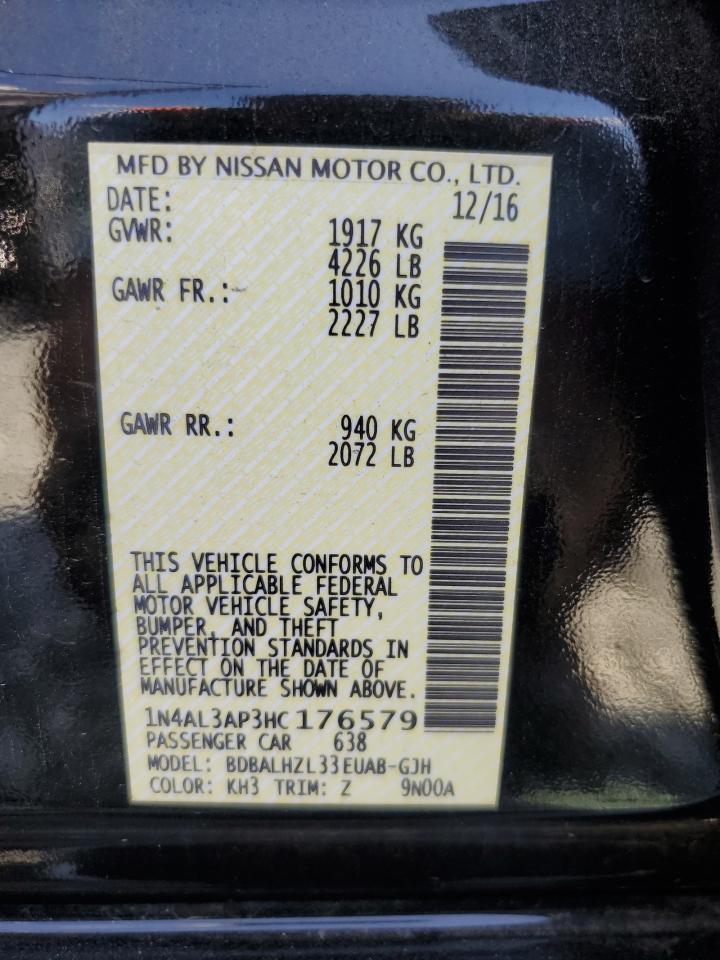 MFD BY NISSAN MOTOR CO., LTD.
DATE: 12/16
GVWR: 1917 KG
4226 LB
GAWR FR.: 1010 KG
2227 LB
GAWR RR.: 940 KG
2072 LB
THIS VEHICLE CONFORMS TO
ALL APPLICABLE FEDERAL
MOTOR VEHICLE SAFETY,
BUMPER, AND THEFT
PREVENTION STANDARDS IN
EFFECT ON THE DATE OF
MANUFACTURE SHOWN ABOVE.
1N4AL3AP3HC176579
PASSENGER CAR 638
MODEL: BDBALHZL33EUAB-GJH
COLOR: KH3 TRIM: Z 9N00A